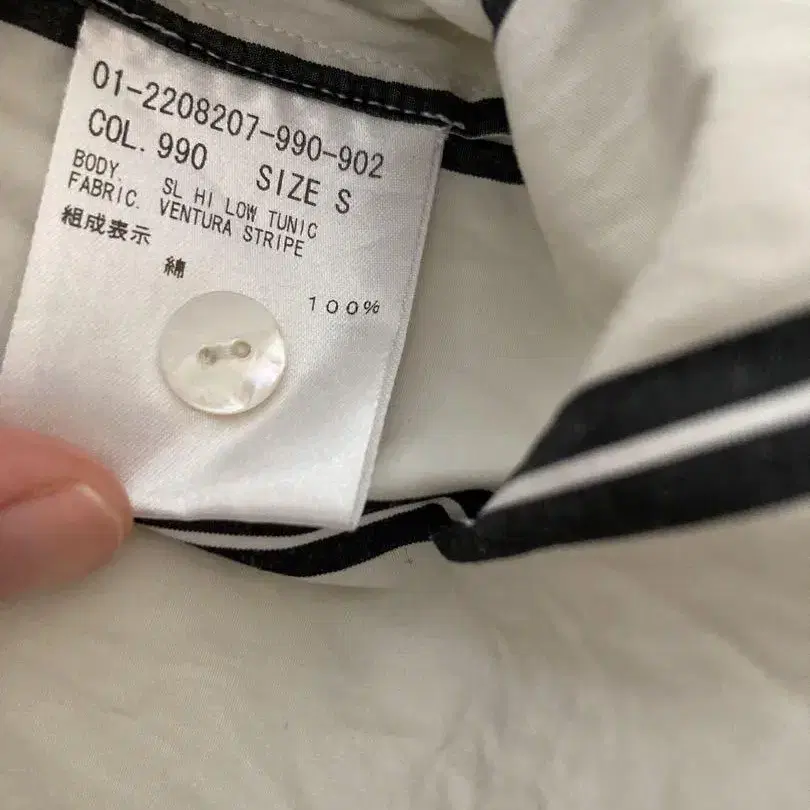 01-2208207-990-902
COL. 990 SIZE S
BODY. SL HI LOW TUNIC
FABRIC. VENTURA STRIPE
組成表示
綿
100%